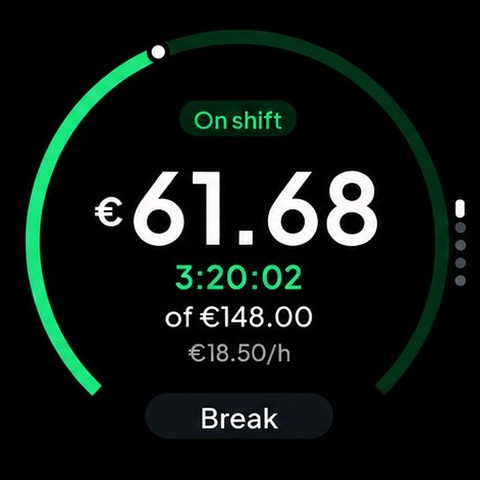 On shift
€61.68
3:20:02
of €148.00
€18.50/h
Break